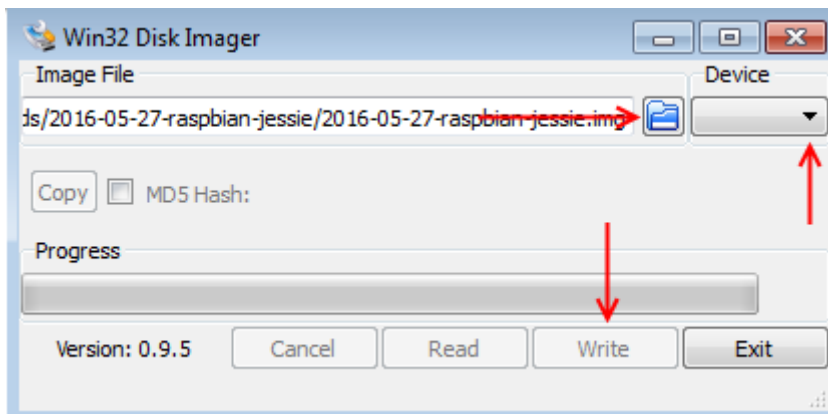 Win32 Disk Imager
Image File
Device
ds/2016-05-27-raspbian-jessie/2016-05-27-raspbian-jessie.img
Copy
MD5 Hash:
Progress
Version: 0.9.5
Cancel
Read
Write
Exit